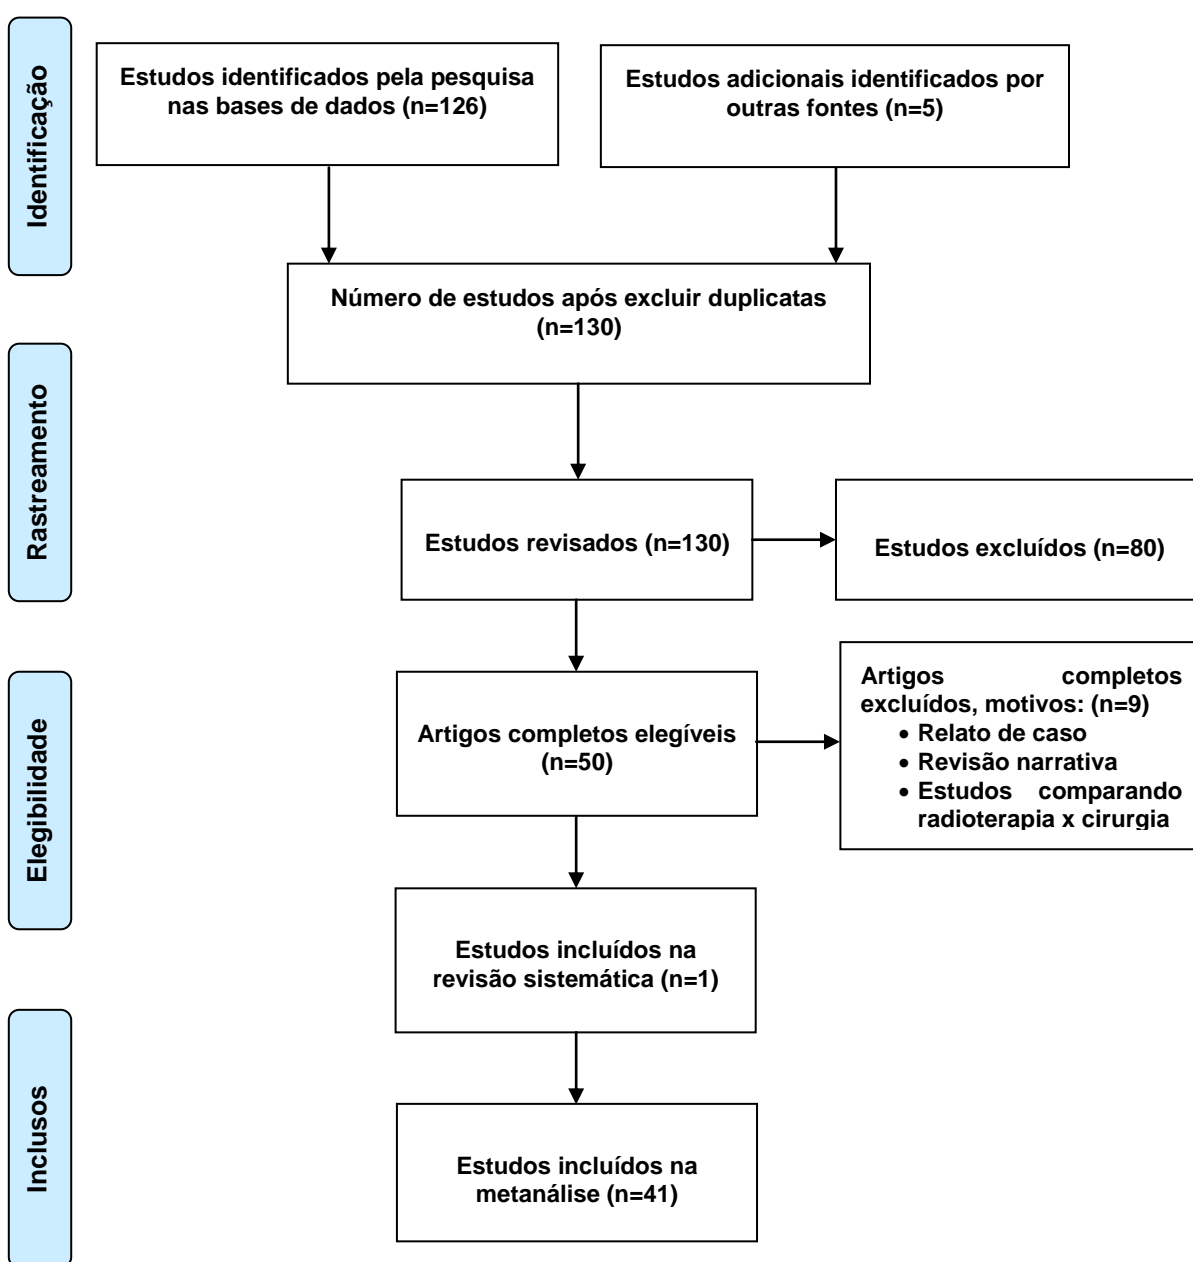 Identificação
Estudos identificados pela pesquisa
nas bases de dados (n=126)
Estudos adicionais identificados por
outras fontes (n=5)
Número de estudos após excluir duplicatas
(n=130)
Rastreamento
Estudos revisados (n=130)
Estudos excluídos (n=80)
Elegibilidade
Artigos completos elegíveis
(n=50)
Artigos completos
excluídos, motivos: (n=9)
• Relato de caso
• Revisão narrativa
• Estudos comparando
radioterapia x cirurgia
Estudos incluídos na
revisão sistemática (n=1)
Inclusos
Estudos incluídos na
metanálise (n=41)